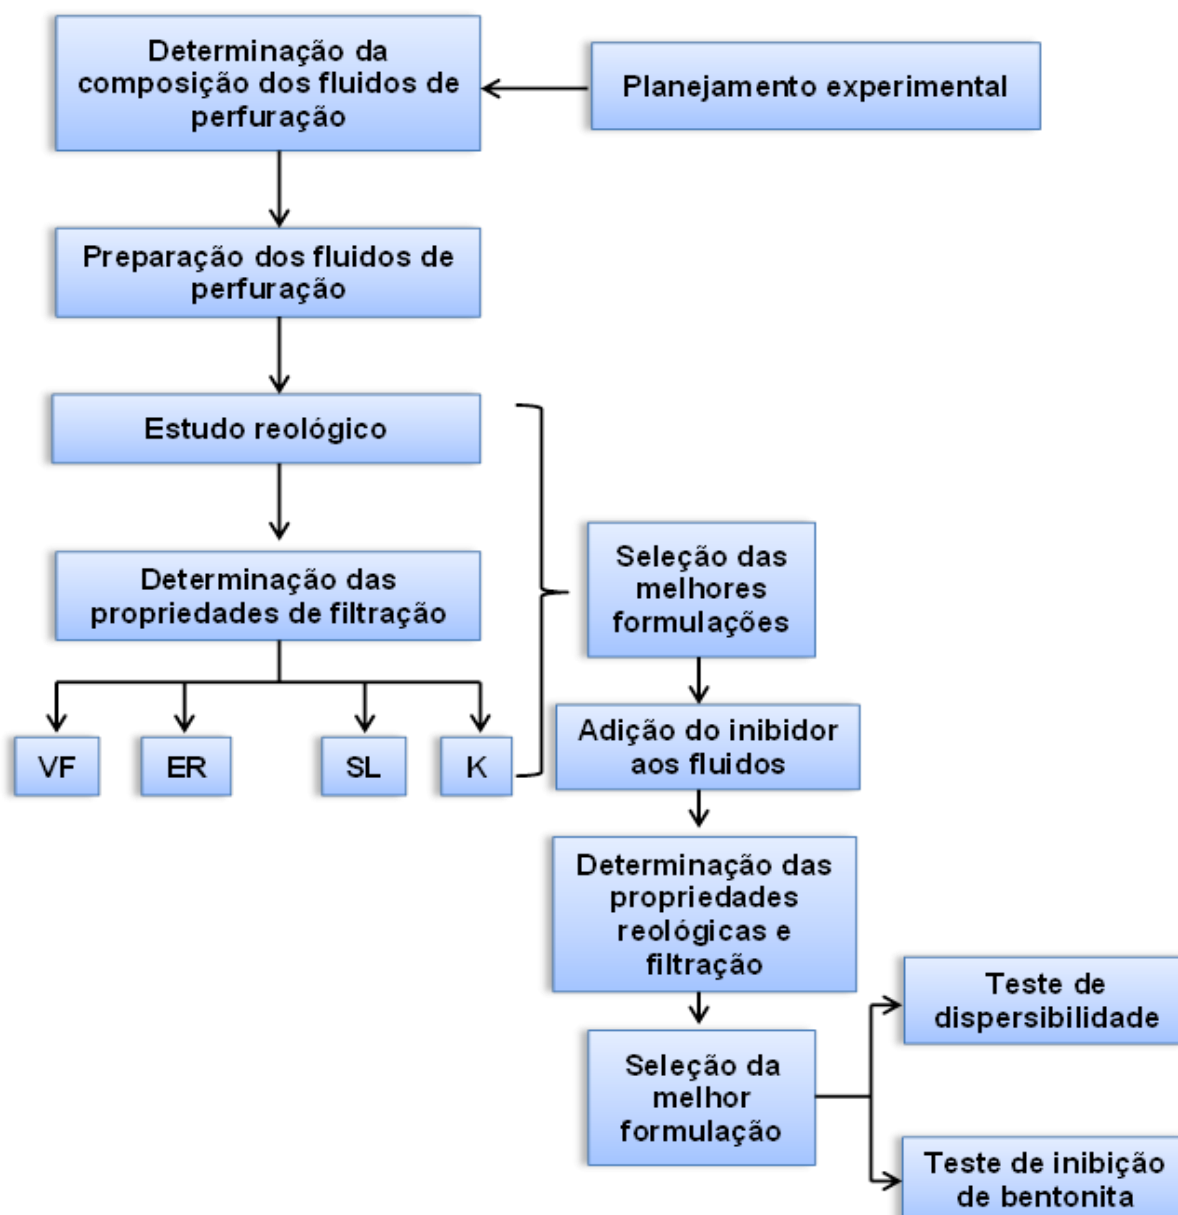 Determinação da
composição dos fluidos de
perfuração
Planejamento experimental
Preparação dos fluidos de
perfuração
Estudo reológico
Determinação das
propriedades de filtração
VF
ER
SL
K
Seleção das
melhores
formulações
Adição do inibidor
aos fluidos
Determinação das
propriedades
reológicas e
filtração
Seleção da
melhor
formulação
Teste de
dispersibilidade
Teste de inibição
de bentonita